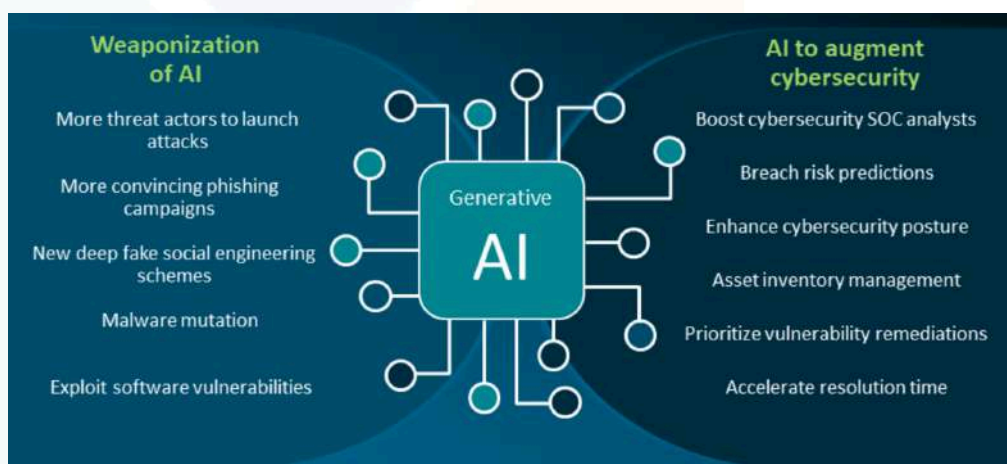 Weaponization
of AI
More threat actors to launch
attacks
More convincing phishing
campaigns
New deep fake social engineering
schemes
Malware mutation
Exploit software vulnerabilities
Generative
AI
AI to augment
cybersecurity
Boost cybersecurity SOC analysts
Breach risk predictions
Enhance cybersecurity posture
Asset inventory management
Prioritize vulnerability remediations
Accelerate resolution time